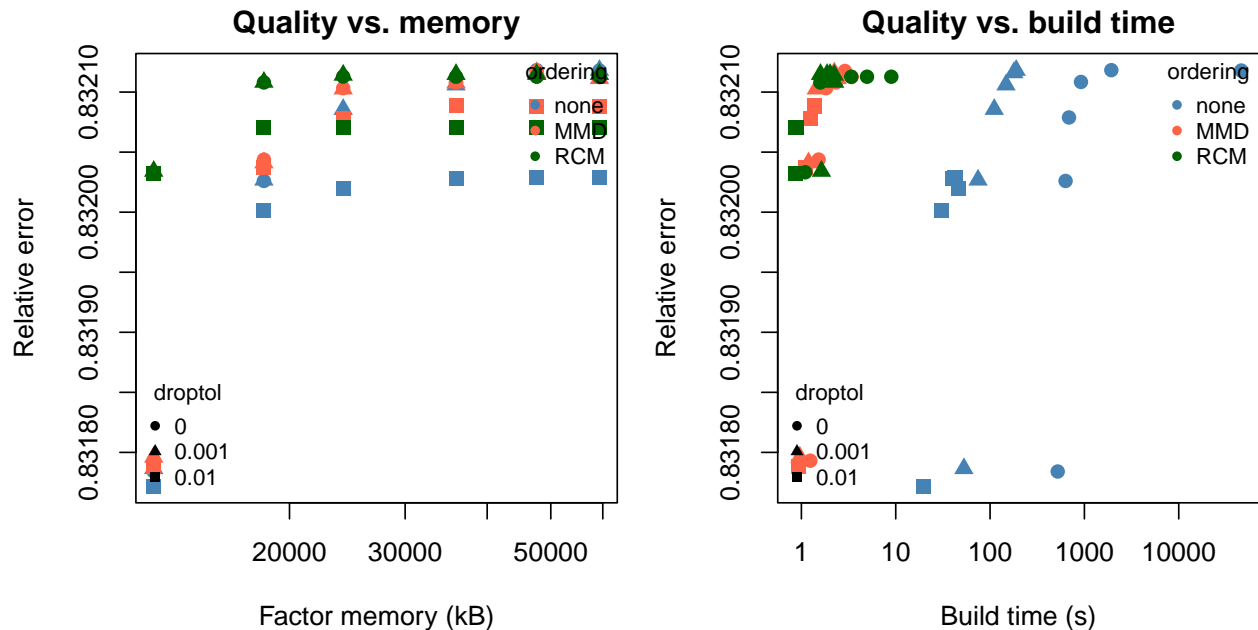 Quality vs. memory
Relative error
0.83180
0.83190
0.83200
0.83210
ordering
none
MMD
RCM
droptol
0
0.001
0.01
20000
30000
50000
Factor memory (kB)
Quality vs. build time
Relative error
0.83180
0.83190
0.83200
0.83210
ordering
none
MMD
RCM
droptol
0
0.001
0.01
1
10
100
1000
10000
Build time (s)